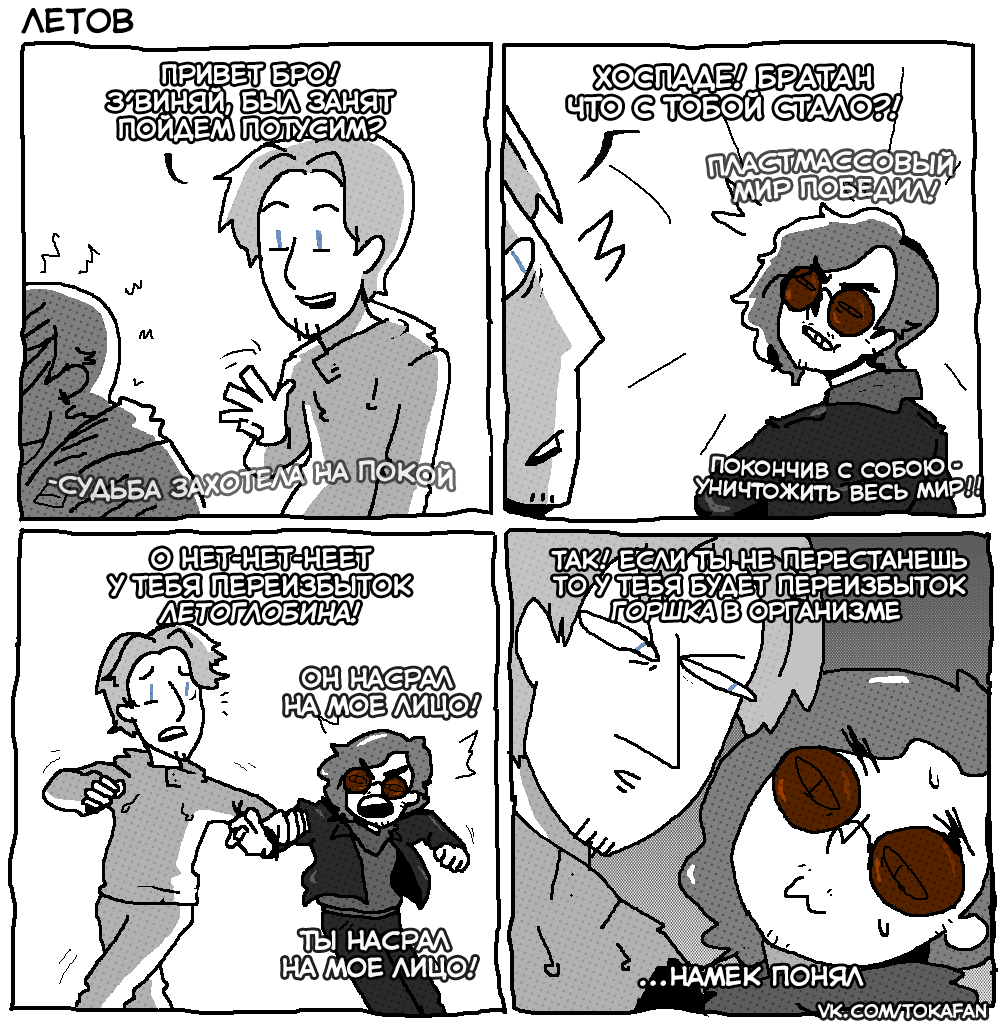 ЛЕТОВ
ПРИВЕТ БРО!
З'ВИНЯЙ, БЫЛ ЗАНЯТ
ПОЙДЕМ ПОТУСИМ?
-СУДЬБА ЗАХОТЕЛА НА ПОКОЙ
ХОСПАДЕ! БРАТАН
ЧТО С ТОБОЙ СТАЛО?!
ПЛАСТМАССОВЫЙ
МИР ПОБЕДИЛ!
ПОКОНЧИВ С СОБОЮ -
УНИЧТОЖИТЬ ВЕСЬ МИР!!
О НЕТ-НЕТ-НЕЕТ
У ТЕБЯ ПЕРЕИЗБЫТОК
ЛЕТОГЛОБИНА!
ОН НАСРАЛ
НА МОЕ ЛИЦО!
ТЫ НАСРАЛ
НА МОЕ ЛИЦО!
ТАК! ЕСЛИ ТЫ НЕ ПЕРЕСТАНЕШЬ
ТО У ТЕБЯ БУДЕТ ПЕРЕИЗБЫТОК
ГОРШКА В ОРГАНИЗМЕ
...НАМЕК ПОНЯЛ
VK.COM/TOKAFAN